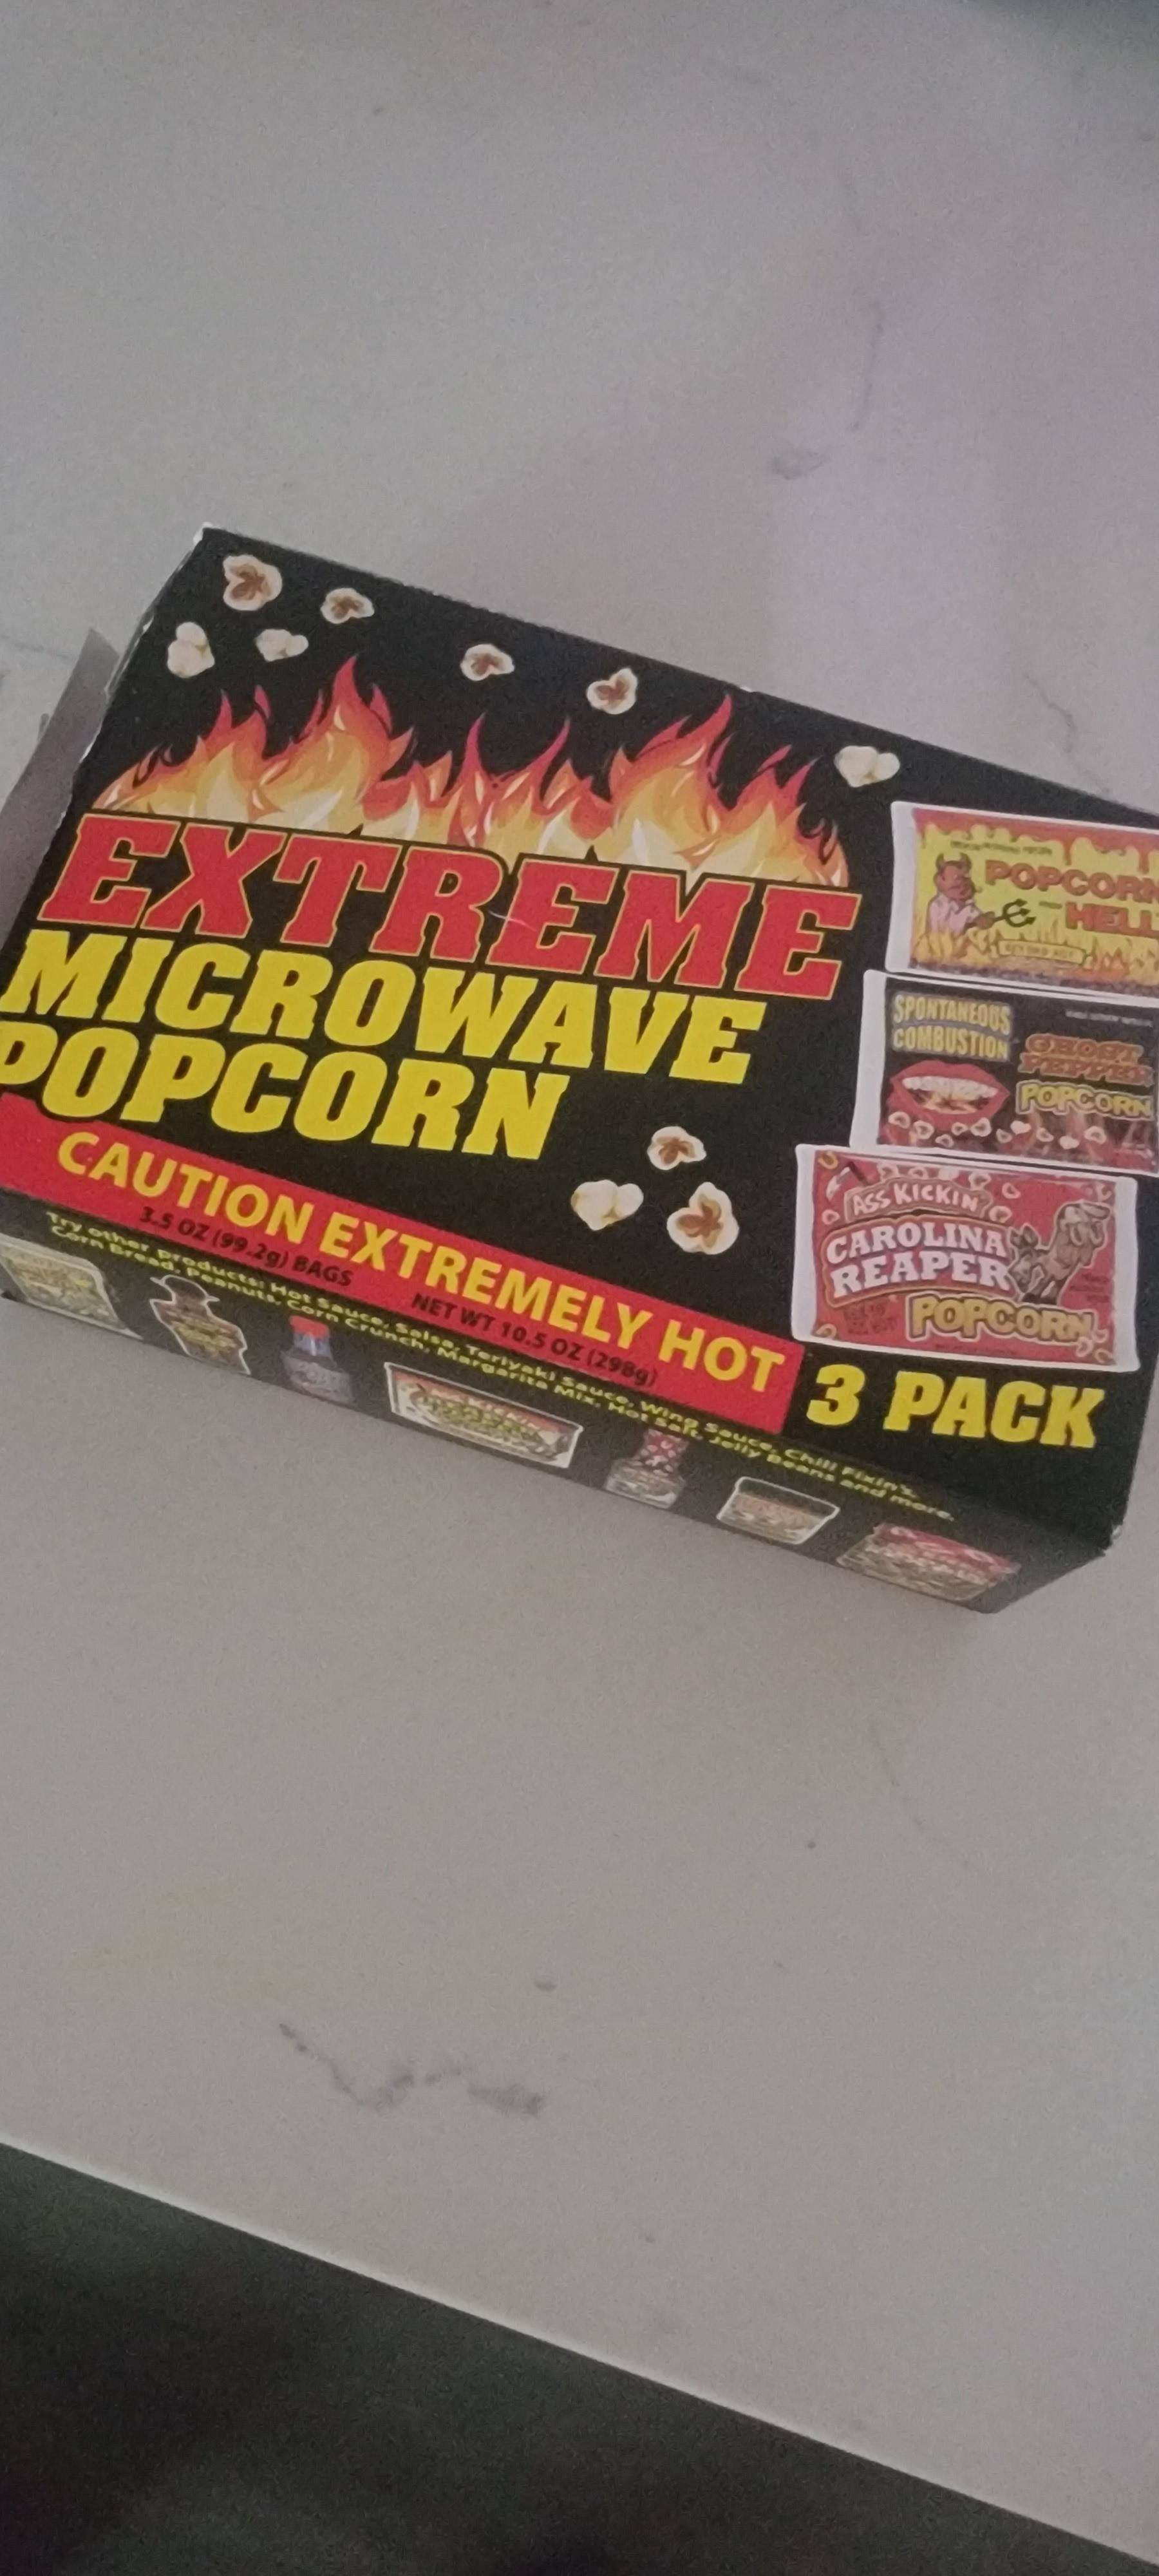 EXTREME
MICROWAVE
POPCORN
CAUTION EXTREMELY HOT
3.5 OZ (99.2g) BAGS
NET WT 10.5 OZ (298g)
POPCORN
HELL
SPONTANEOUS
COMBUSTION
GHOST
PEPPER
POPCORN
ASS KICKIN'
CAROLINA
REAPER
POPCORN
3 PACK
Try other products: Hot Sauce, Salsa, Teriyaki Sauce, Wing Sauce, Chili Fixin's,
Corn Bread, Peanuts, Corn Crunch, Margarita Mix, Hot Salt, Jelly Beans and more.